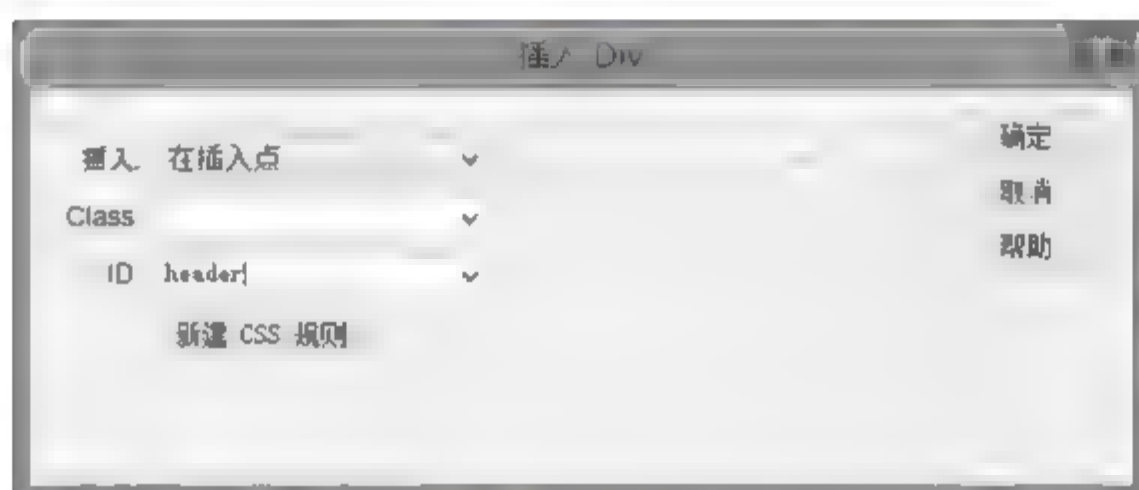 插入 Div
插入: 在插入点
确定
Class
取消
ID header
帮助
新建 CSS 规则